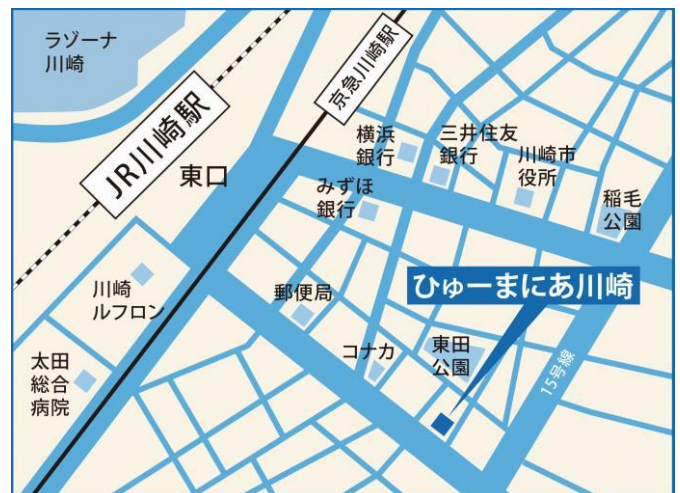 ラゾーナ
川崎
JR川崎駅
京急川崎駅
東口
横浜
銀行
三井住友
銀行
川崎市
役所
稲毛
公園
みずほ
銀行
川崎
ルフロン
郵便局
ひゅーまにあ川崎
コナカ
東田
公園
15号線
太田
総合
病院